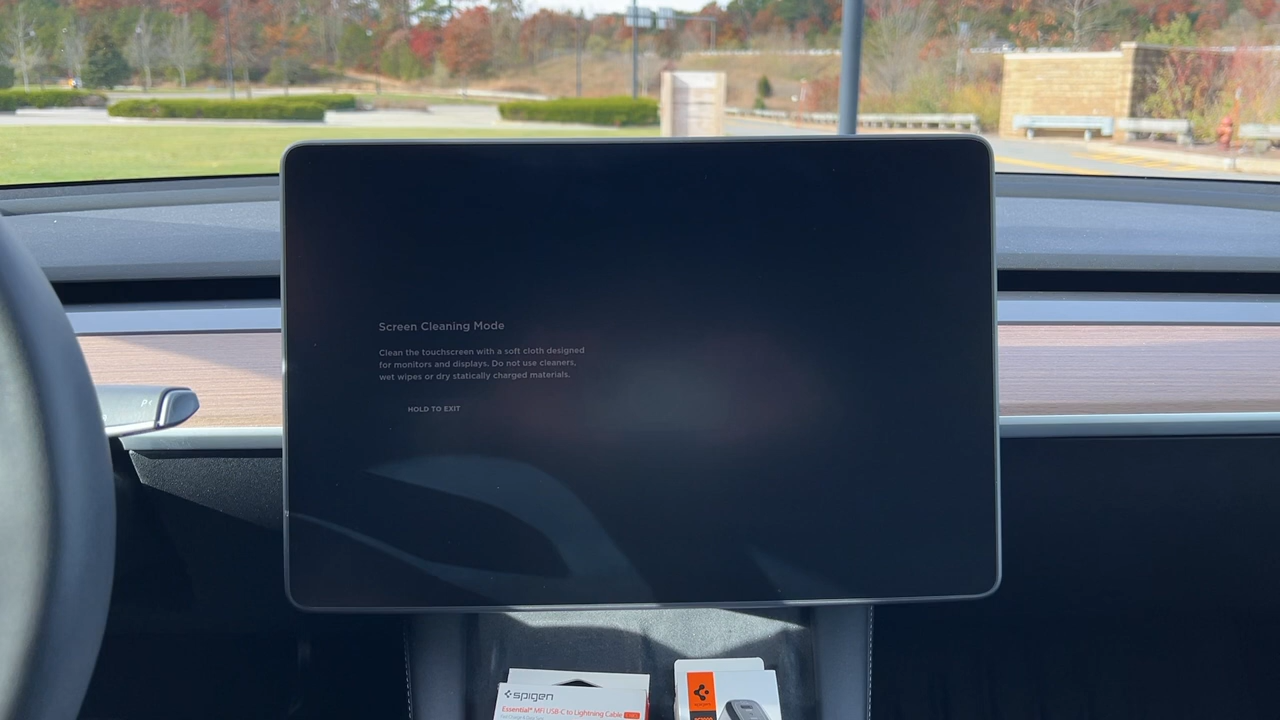 Screen Cleaning Mode
Clean the touchscreen with a soft cloth designed
for monitors and displays. Do not use cleaners,
wet wipes or dry statically charged materials.
HOLD TO EXIT
P
spigen
Essential® MFi USB-C to Lightning Cable
spigen